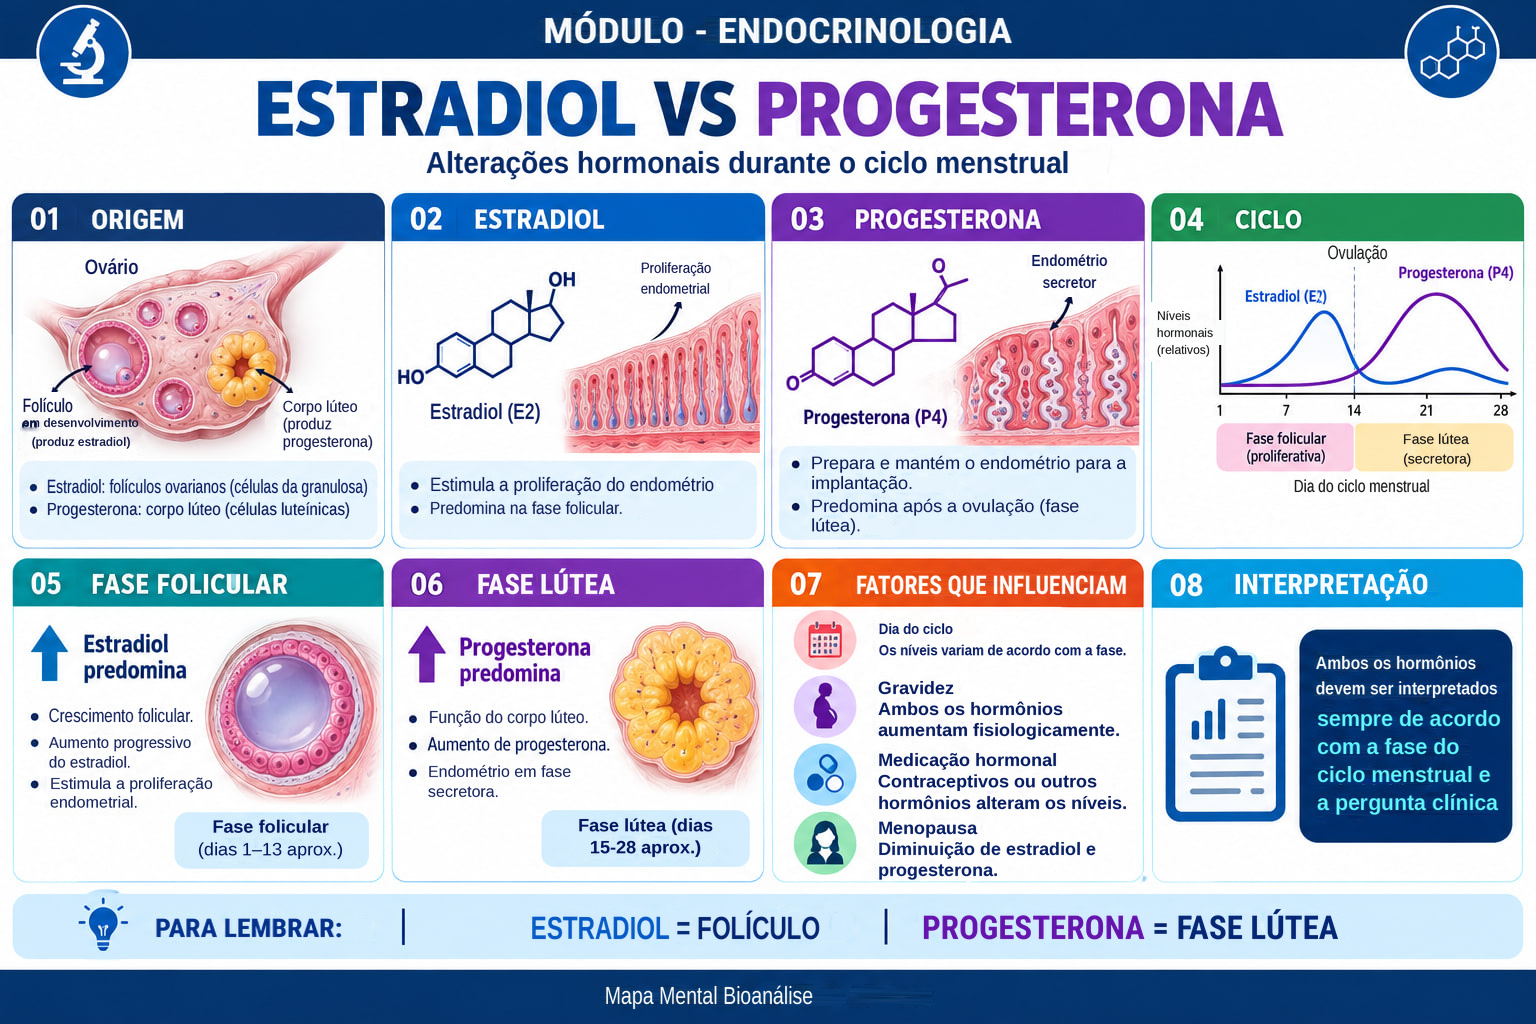 MÓDULO - ENDOCRINOLOGIA
ESTRADIOL VS PROGESTERONA
Alterações hormonais durante o ciclo menstrual
01 ORIGEM
Ovário
Folículo
em desenvolvimento
(produz estradiol)
Corpo lúteo
(produz
progesterona)
• Estradiol: folículos ovarianos (células da granulosa)
• Progesterona: corpo lúteo (células luteínicas)
02 ESTRADIOL
OH
HO
Proliferação
endometrial
Estradiol (E2)
• Estimula a proliferação do endométrio
• Predomina na fase folicular.
03 PROGESTERONA
O
O
Endométrio
secretor
Progesterona (P4)
• Prepara e mantém o endométrio para a
implantação.
• Predomina após a ovulação (fase
lútea).
04 CICLO
Ovulação
Progesterona (P4)
Estradiol (E2)
Níveis
hormonais
(relativos)
1 7 14 21 28
Fase folicular
(proliferativa)
Fase lútea
(secretora)
Dia do ciclo menstrual
05 FASE FOLICULAR
Estradiol
predomina
• Crescimento folicular.
• Aumento progressivo
do estradiol.
• Estimula a proliferação
endometrial.
Fase folicular
(dias 1–13 aprox.)
06 FASE LÚTEA
Progesterona
predomina
• Função do corpo lúteo.
• Aumento de progesterona.
• Endométrio em fase
secretora.
Fase lútea (dias
15-28 aprox.)
07 FATORES QUE INFLUENCIAM
Dia do ciclo
Os níveis variam de acordo com a fase.
Gravidez
Ambos os hormônios
aumentam fisiologicamente.
Medicação hormonal
Contraceptivos ou outros
hormônios alteram os níveis.
Menopausa
Diminuição de estradiol e
progesterona.
08 INTERPRETAÇÃO
Ambos os hormônios
devem ser interpretados
sempre de acordo
com a fase do
ciclo menstrual e
a pergunta clínica
PARA LEMBRAR: | ESTRADIOL = FOLÍCULO | PROGESTERONA = FASE LÚTEA
Mapa Mental Bioanálise